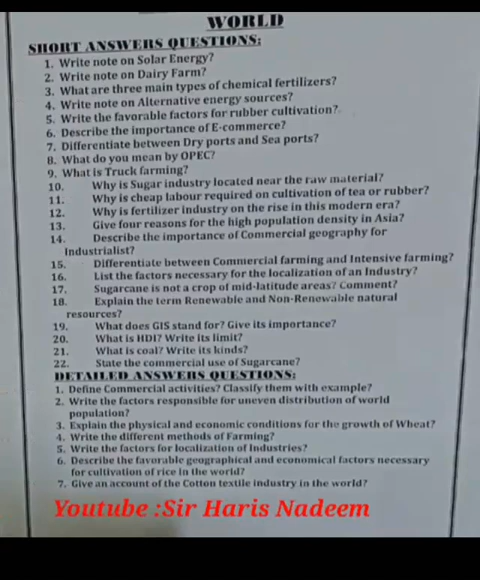 WORLD
SHORT ANSWERS QUESTIONS:
1. Write note on Solar Energy?
2. Write note on Dairy Farm?
3. What are three main types of chemical fertilizers?
4. Write note on Alternative energy sources?
5. Write the favorable factors for rubber cultivation?
6. Describe the importance of E-commerce?
7. Differentiate between Dry ports and Sea ports?
8. What do you mean by OPEC?
9. What is Truck farming?
10. Why is Sugar industry located near the raw material?
11. Why is cheap labour required on cultivation of tea or rubber?
12. Why is fertilizer industry on the rise in this modern era?
13. Give four reasons for the high population density in Asia?
14. Describe the importance of Commercial geography for
Industrialist?
15. Differentiate between Commercial farming and Intensive farming?
16. List the factors necessary for the localization of an Industry?
17. Sugarcane is not a crop of mid-latitude areas? Comment?
18. Explain the term Renewable and Non-Renewable natural
resources?
19. What does GIS stand for? Give its importance?
20. What is HDI? Write its limit?
21. What is coal? Write its kinds?
22. State the commercial use of Sugarcane?
DETAILED ANSWERS QUESTIONS:
1. Define Commercial activities? Classify them with example?
2. Write the factors responsible for uneven distribution of world
population?
3. Explain the physical and economic conditions for the growth of Wheat?
4. Write the different methods of Farming?
5. Write the factors for localization of Industries?
6. Describe the favorable geographical and economical factors necessary
for cultivation of rice in the world?
7. Give an account of the Cotton textile industry in the world?
Youtube :Sir Haris Nadeem